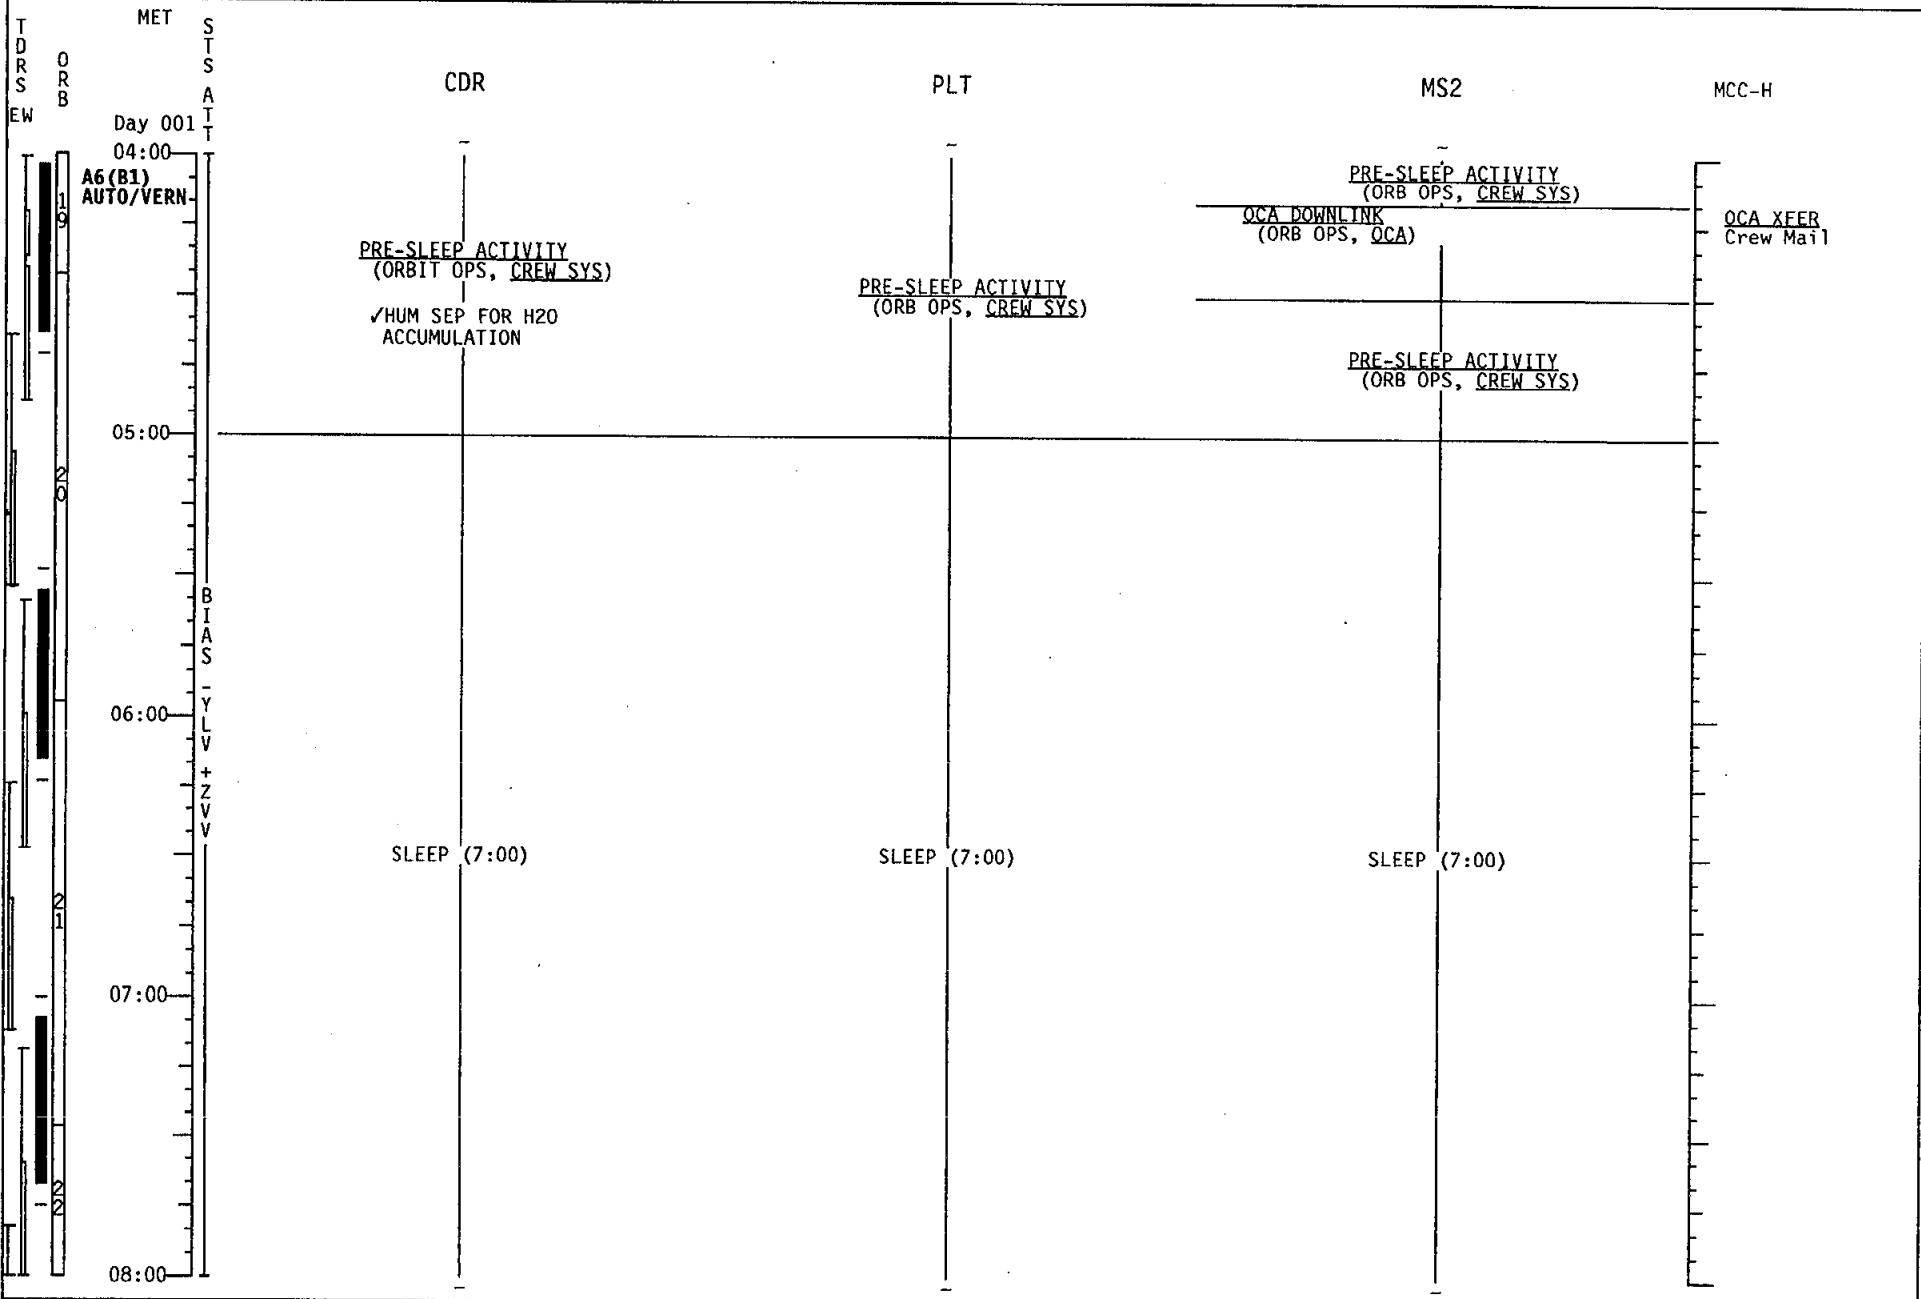 TDRS
EW
ORB
MET
STS ATT
CDR
PLT
MS2
MCC-H
Day 001
04:00
A6(B1)
AUTO/VERN
19
PRE-SLEEP ACTIVITY
(ORBIT OPS, CREW SYS)
✓HUM SEP FOR H2O
ACCUMULATION
PRE-SLEEP ACTIVITY
(ORB OPS, CREW SYS)
PRE-SLEEP ACTIVITY
(ORB OPS, CREW SYS)
OCA DOWNLINK
(ORB OPS, OCA)
PRE-SLEEP ACTIVITY
(ORB OPS, CREW SYS)
OCA XFER
Crew Mail
05:00
20
BIAS -YLV +ZVV
06:00
SLEEP (7:00)
SLEEP (7:00)
SLEEP (7:00)
21
07:00
22
08:00